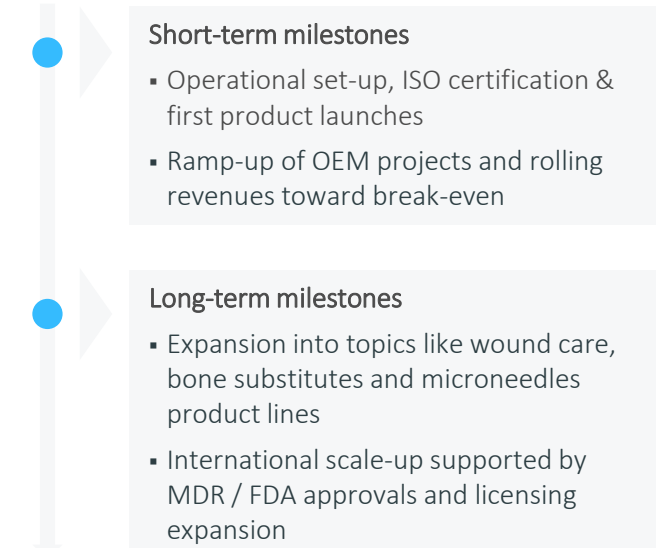 Short-term milestones
▪ Operational set-up, ISO certification &
first product launches
▪ Ramp-up of OEM projects and rolling
revenues toward break-even
Long-term milestones
▪ Expansion into topics like wound care,
bone substitutes and microneedles
product lines
▪ International scale-up supported by
MDR / FDA approvals and licensing
expansion